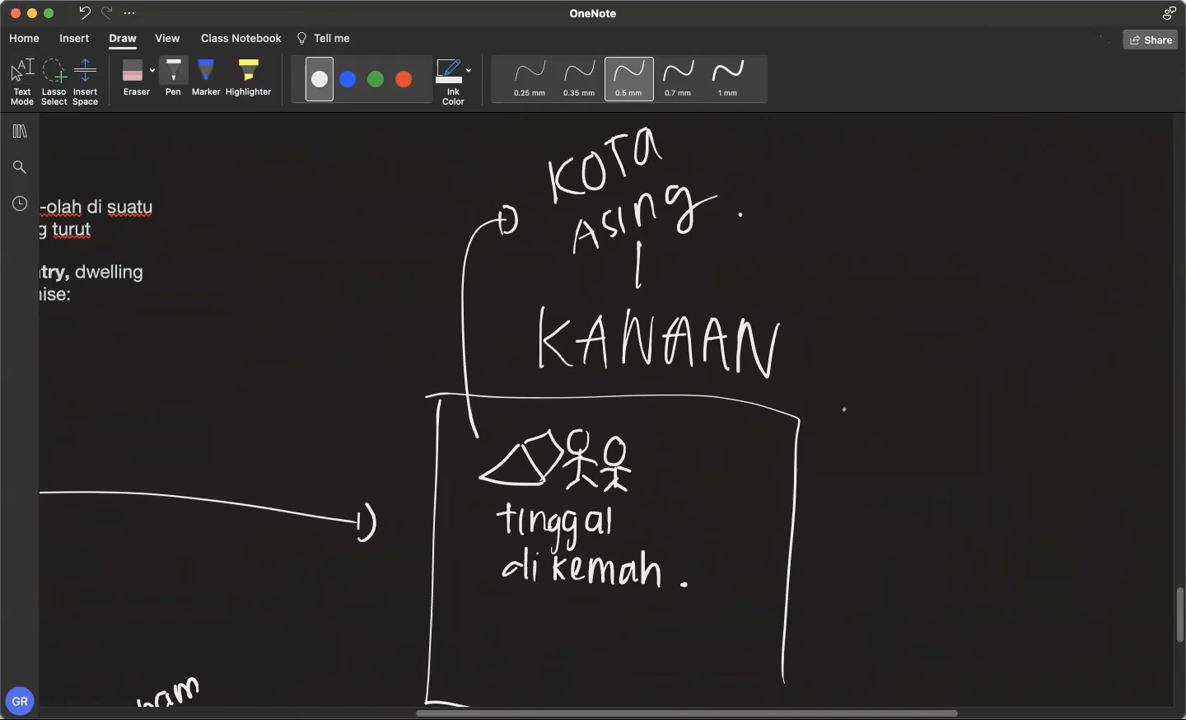 OneNote
Home Insert Draw View Class Notebook Tell me
Share
Text Mode
Lasso Select
Insert Space
Eraser
Pen
Marker
Highlighter
Ink Color
0.25 mm
0.35 mm
0.5 mm
0.7 mm
1 mm
KOTA
ASING.
-olah di suatu
g turut
try, dwelling
ise:
KANAAN
tinggal
di kemah.
ham
GR